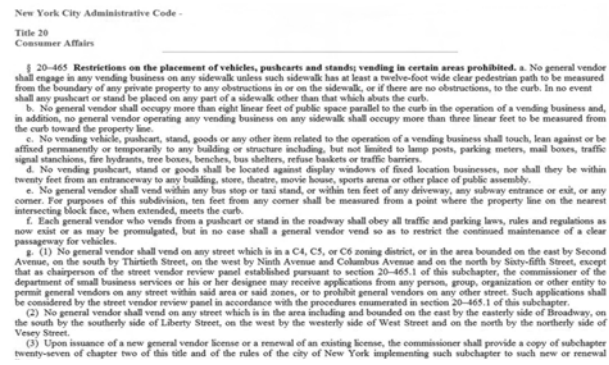 New York City Administrative Code -
Title 20
Consumer Affairs
§ 20–465 Restrictions on the placement of vehicles, pushcarts and stands; vending in certain areas prohibited. a. No general vendor
shall engage in any vending business on any sidewalk unless such sidewalk has at least a twelve-foot wide clear pedestrian path to be measured
from the boundary of any private property to any obstructions in or on the sidewalk, or if there are no obstructions, to the curb. In no event
shall any pushcart or stand be placed on any part of a sidewalk other than that which abuts the curb.
b. No general vendor shall occupy more than eight linear feet of public space parallel to the curb in the operation of a vending business and,
in addition, no general vendor operating any vending business on any sidewalk shall occupy more than three linear feet to be measured from
the curb toward the property line.
c. No vending vehicle, pushcart, stand, goods or any other item related to the operation of a vending business shall touch, lean against or be
affixed permanently or temporarily to any building or structure including, but not limited to lamp posts, parking meters, mail boxes, traffic
signal stanchions, fire hydrants, tree boxes, benches, bus shelters, refuse baskets or traffic barriers.
d. No vending pushcart, stand or goods shall be located against display windows of fixed location businesses, nor shall they be within
twenty feet from an entranceway to any building, store, theatre, movie house, sports arena or other place of public assembly.
e. No general vendor shall vend within any bus stop or taxi stand, or within ten feet of any driveway, any subway entrance or exit, or any
corner. For purposes of this subdivision, ten feet from any corner shall be measured from a point where the property line on the nearest
intersecting block face, when extended, meets the curb.
f. Each general vendor who vends from a pushcart or stand in the roadway shall obey all traffic and parking laws, rules and regulations as
now exist or as may be promulgated, but in no case shall a general vendor vend so as to restrict the continued maintenance of a clear
passageway for vehicles.
g. (1) No general vendor shall vend on any street which is in a C4, C5, or C6 zoning district, or in the area bounded on the east by Second
Avenue, on the south by Thirtieth Street, on the west by Ninth Avenue and Columbus Avenue and on the north by Sixty-fifth Street, except
that as chairperson of the street vendor review panel established pursuant to section 20–465.1 of this subchapter, the commissioner of the
department of small business services or his or her designee may receive applications from any person, group, organization or other entity to
permit general vendors on any street within said area or said zones, or to prohibit general vendors on any other street. Such applications shall
be considered by the street vendor review panel in accordance with the procedures enumerated in section 20–465.1 of this subchapter.
(2) No general vendor shall vend on any street which is in the area including and bounded on the east by the easterly side of Broadway, on
the south by the southerly side of Liberty Street, on the west by the westerly side of West Street and on the north by the northerly side of
Vesey Street.
(3) Upon issuance of a new general vendor license or a renewal of an existing license, the commissioner shall provide a copy of subchapter
twenty-seven of chapter two of this title and of the rules of the city of New York implementing such subchapter to such new or renewal